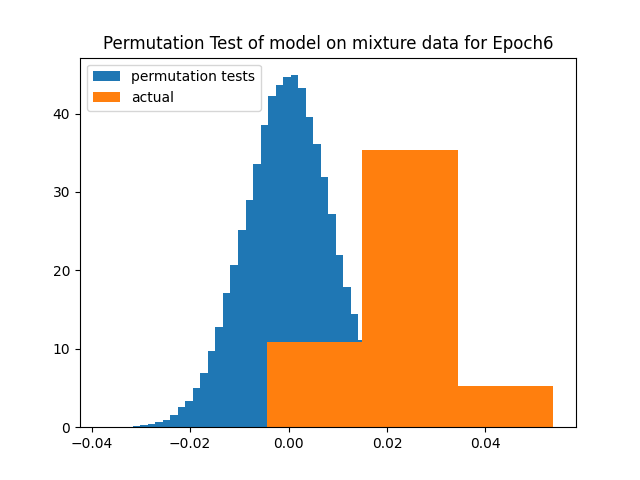 Permutation Test of model on mixture data for Epoch6
permutation tests
actual
40
30
20
10
0
−0.04 −0.02 0.00 0.02 0.04